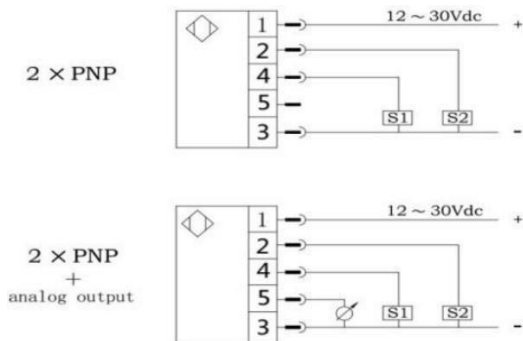 1 12～30Vdc +
2
2 × PNP
4
5 S1 S2
3 -
1 12～30Vdc +
2
2 × PNP
+
4
analog output
5 S1 S2
3 -